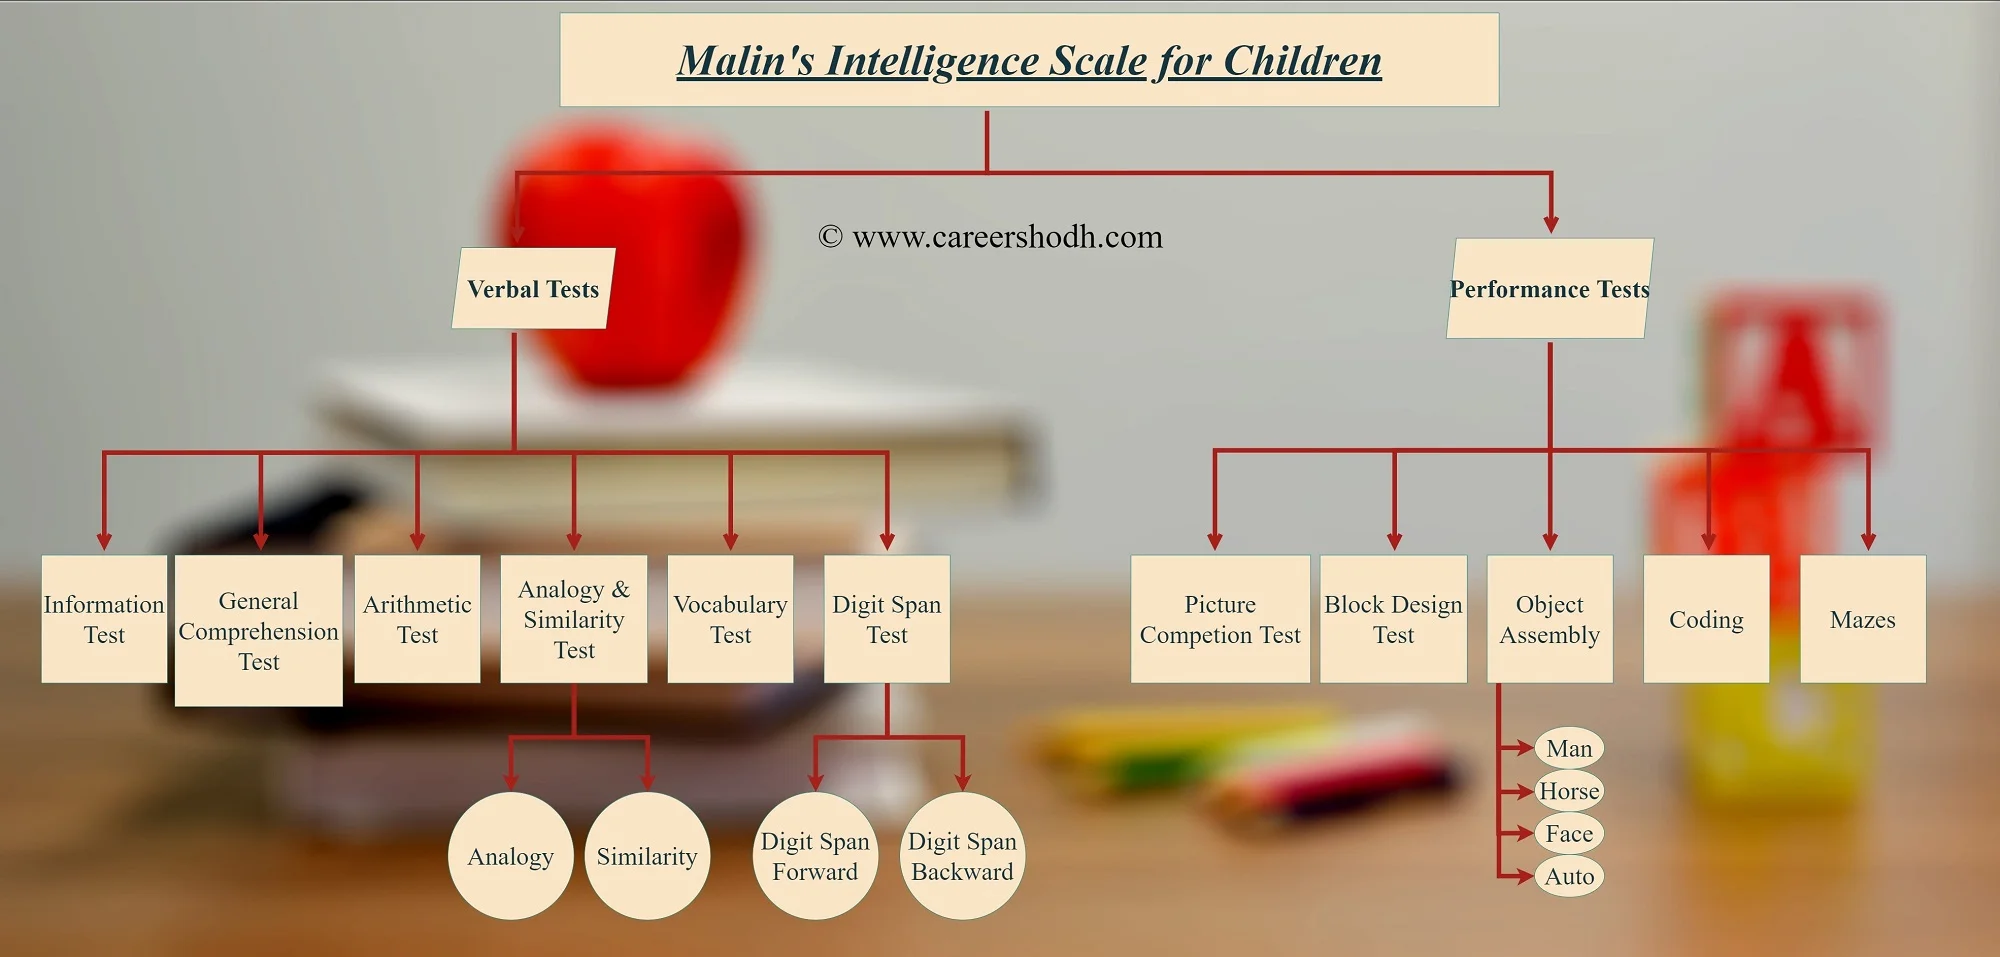 Malin's Intelligence Scale for Children
© www.careershodh.com
Verbal Tests
Performance Tests
Information
Test
General
Comprehension
Test
Arithmetic
Test
Analogy &
Similarity
Test
Vocabulary
Test
Digit Span
Test
Picture
Competion Test
Block Design
Test
Object
Assembly
Coding
Mazes
Analogy
Similarity
Digit Span
Forward
Digit Span
Backward
Man
Horse
Face
Auto
A